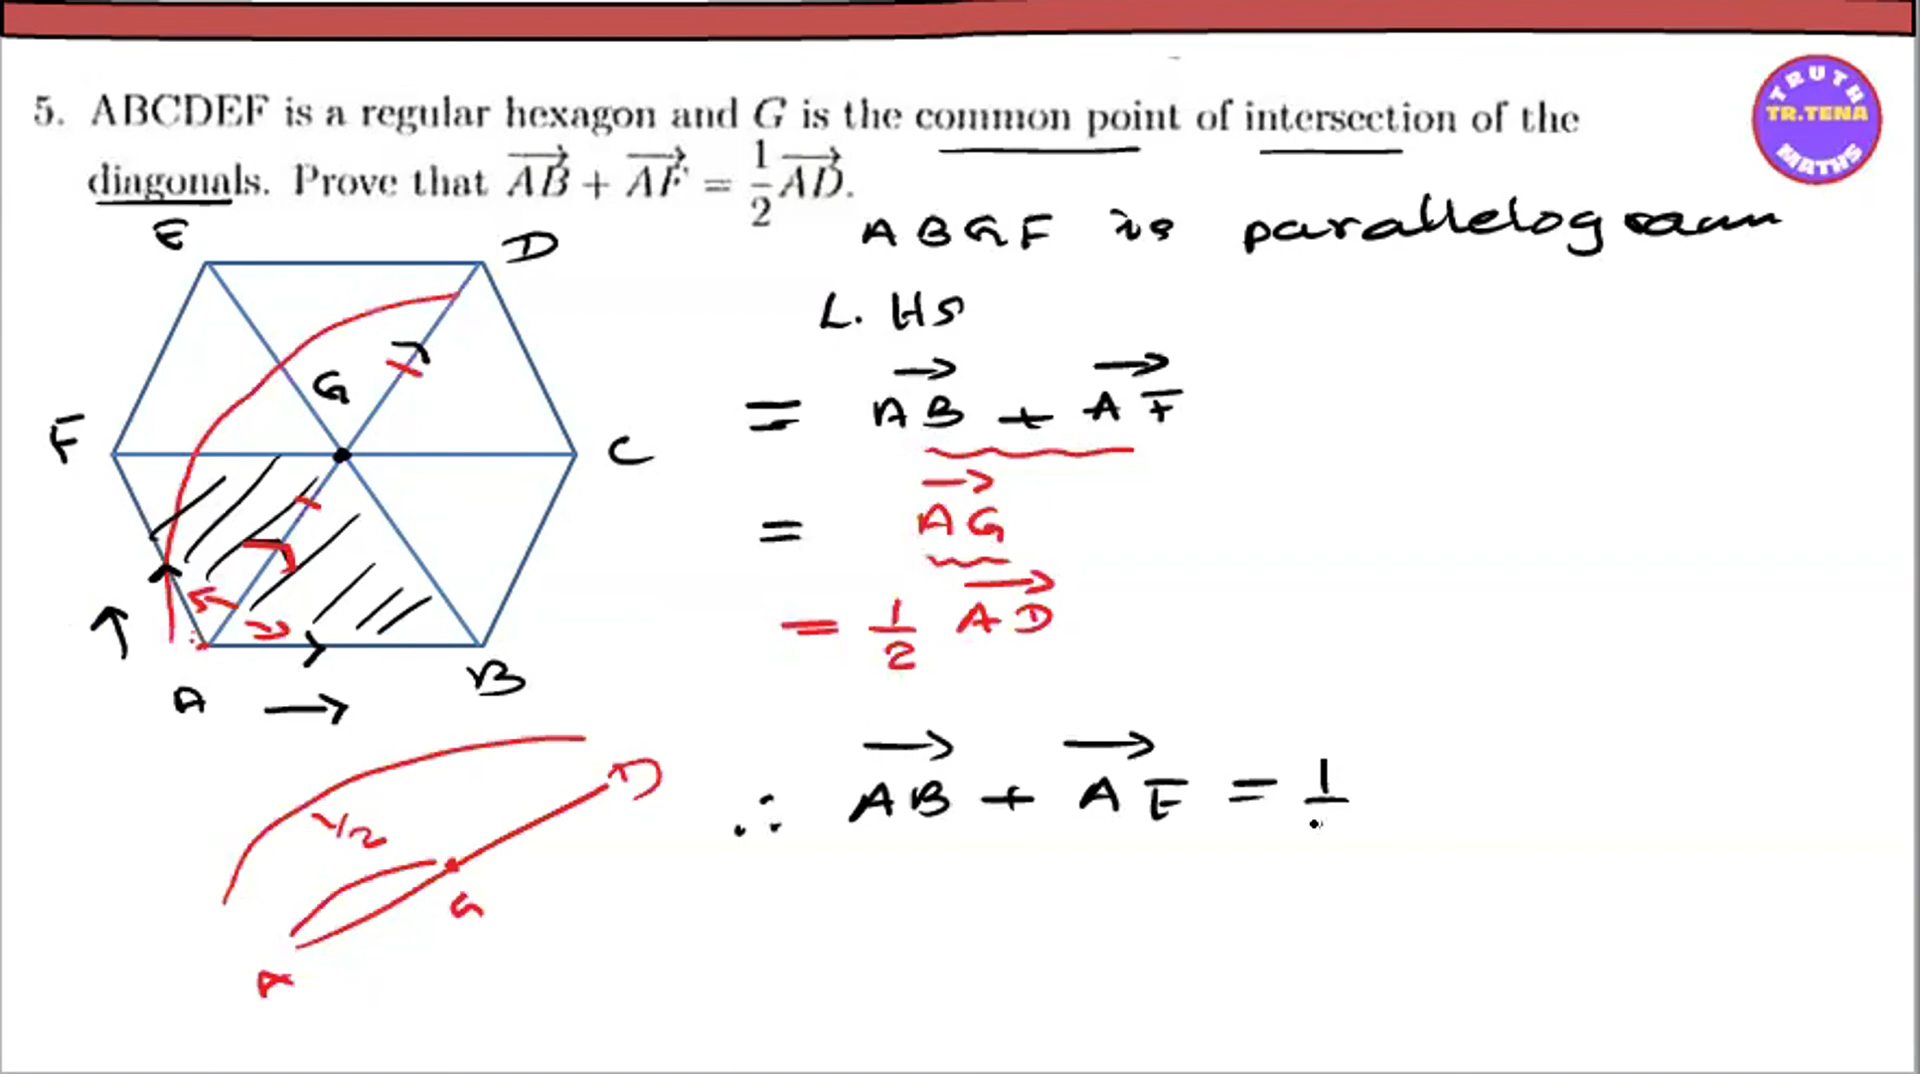 5. ABCDEF is a regular hexagon and G is the common point of intersection of the
diagonals. Prove that AB + AF = 1/2 AD.
TRUTH
TR.TENA
MATHS
ABGF is parallelogram
L.HS
= AB + AF
= AG
= 1/2 AD
E
D
G
F
C
A
B
1/2
D
G
A
∴ AB + AF = 1